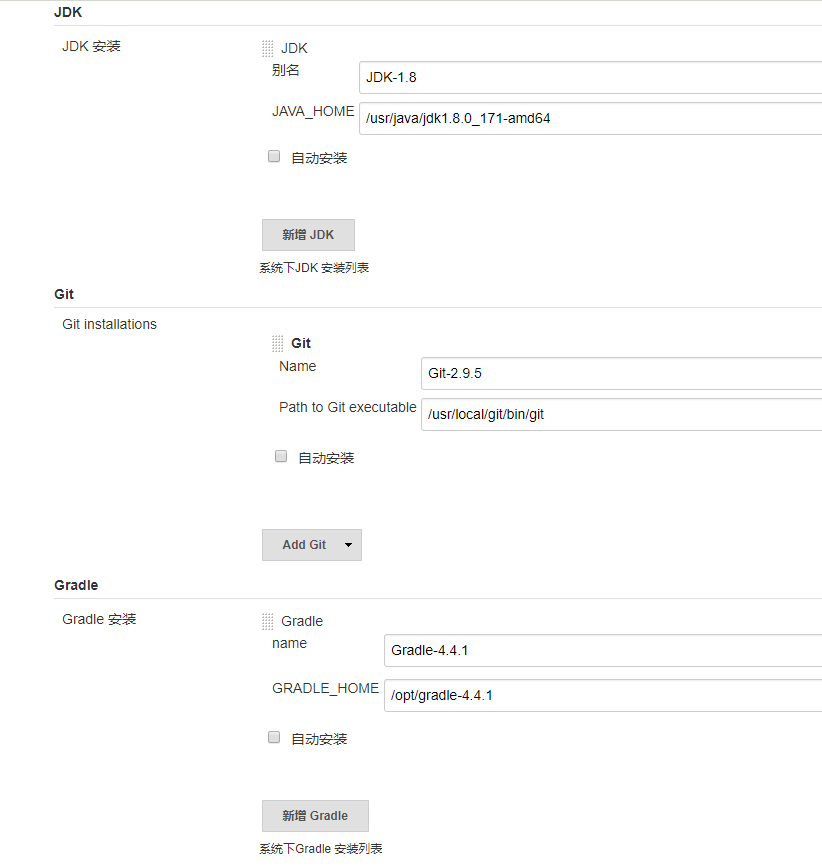 JDK
JDK 安装
JDK
别名
JDK-1.8
JAVA_HOME
/usr/java/jdk1.8.0_171-amd64
自动安装
新增 JDK
系统下JDK 安装列表
Git
Git installations
Git
Name
Git-2.9.5
Path to Git executable
/usr/local/git/bin/git
自动安装
Add Git
Gradle
Gradle 安装
Gradle
name
Gradle-4.4.1
GRADLE_HOME
/opt/gradle-4.4.1
自动安装
新增 Gradle
系统下Gradle 安装列表